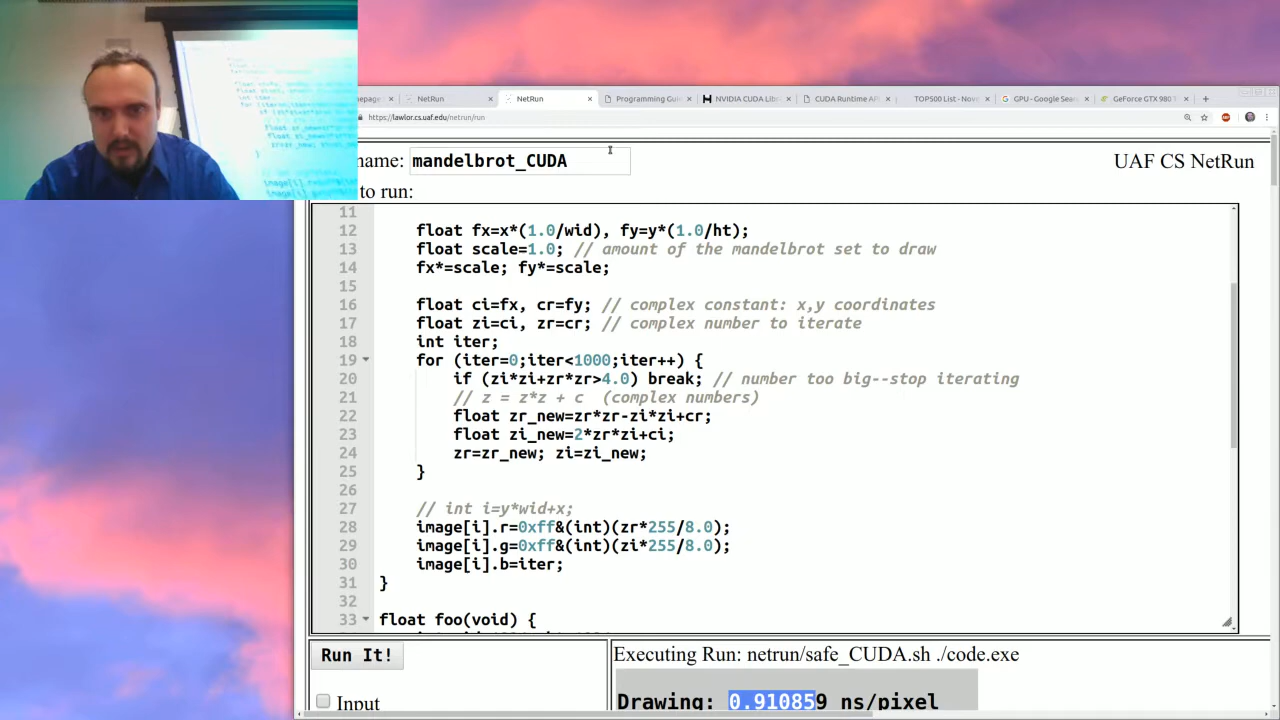 epage
NetRun
NetRun
Programming Guid
NVIDIA CUDA Libr
CUDA Runtime AP
TOP500 List - Nove
GPU - Google Sear
GeForce GTX 980 T
https://lawlor.cs.uaf.edu/netrun/run
name: mandelbrot_CUDA
UAF CS NetRun
to run:
11
12 float fx=x*(1.0/wid), fy=y*(1.0/ht);
13 float scale=1.0; // amount of the mandelbrot set to draw
14 fx*=scale; fy*=scale;
15
16 float ci=fx, cr=fy; // complex constant: x,y coordinates
17 float zi=ci, zr=cr; // complex number to iterate
18 int iter;
19 for (iter=0;iter<1000;iter++) {
20 if (zi*zi+zr*zr>4.0) break; // number too big--stop iterating
21 // z = z*z + c (complex numbers)
22 float zr_new=zr*zr-zi*zi+cr;
23 float zi_new=2*zr*zi+ci;
24 zr=zr_new; zi=zi_new;
25 }
26
27 // int i=y*wid+x;
28 image[i].r=0xff&(int)(zr*255/8.0);
29 image[i].g=0xff&(int)(zi*255/8.0);
30 image[i].b=iter;
31 }
32
33 float foo(void) {
Run It!
Input
Executing Run: netrun/safe_CUDA.sh ./code.exe
Drawing: 0.910859 ns/pixel